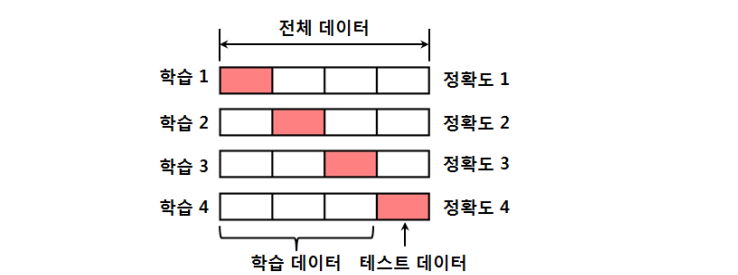 전체 데이터
학습 1 정확도 1
학습 2 정확도 2
학습 3 정확도 3
학습 4 정확도 4
학습 데이터 테스트 데이터